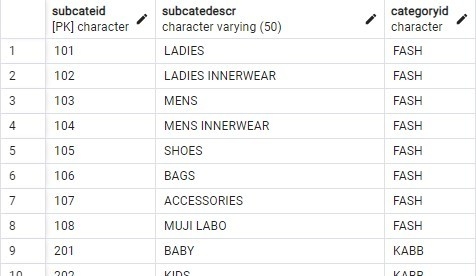 subcateid subcatedescr categoryid
[PK] character character varying (50) character
1 101 LADIES FASH
2 102 LADIES INNERWEAR FASH
3 103 MENS FASH
4 104 MENS INNERWEAR FASH
5 105 SHOES FASH
6 106 BAGS FASH
7 107 ACCESSORIES FASH
8 108 MUJI LABO FASH
9 201 BABY KABB
10 202 KIDS KABB